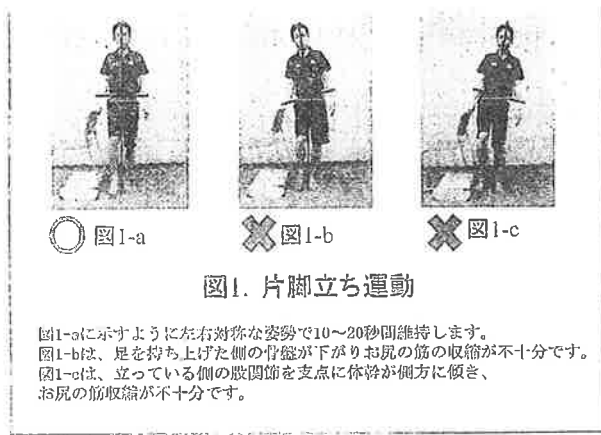 図1-a
図1-b
図1-c
図1. 片脚立ち運動
図1-aに示すように左右対称な姿勢で10〜20秒間維持します。
図1-bは、足を持ち上げた側の骨盤が下がりお尻の筋の収縮が不十分です。
図1-cは、立っている側の股関節を支点に体幹が側方に傾き、
お尻の筋収縮が不十分です。